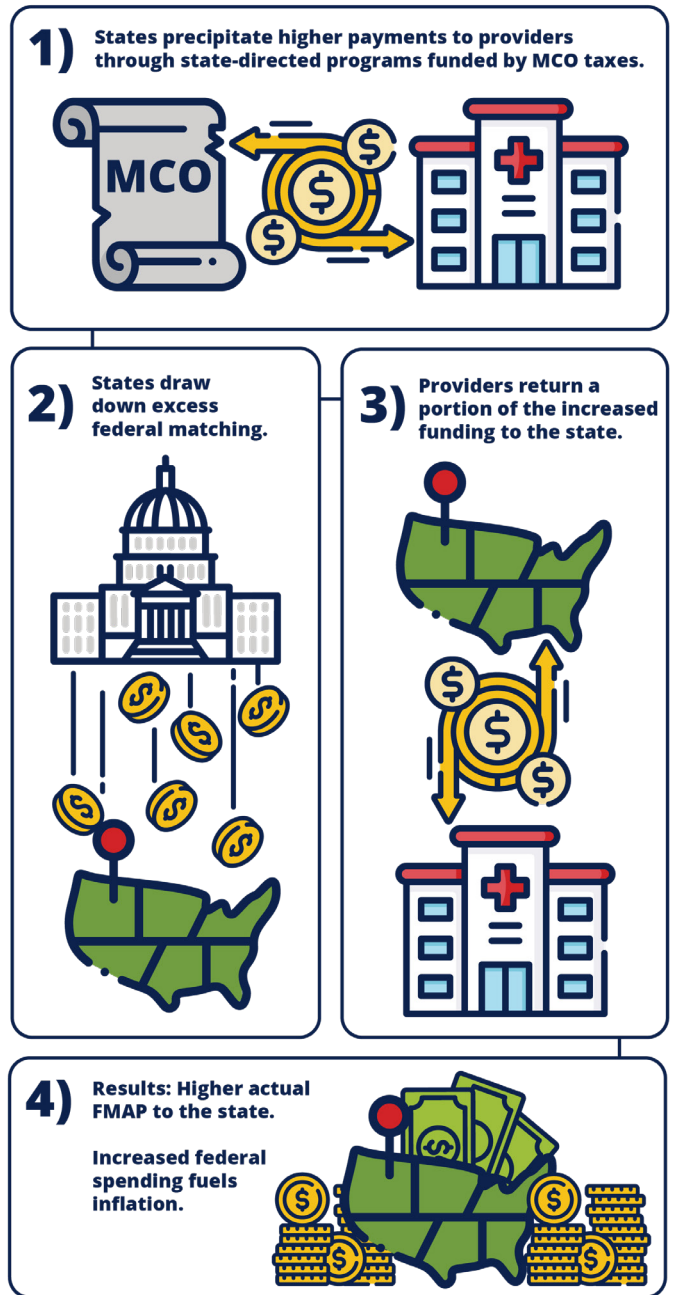 1)
States precipitate higher payments to providers
through state-directed programs funded by MCO taxes.
MCO
$
$
$
2)
States draw
down excess
federal matching.
$
$
$
$
$
$
$
3)
Providers return a
portion of the increased
funding to the state.
$
$
$
4)
Results: Higher actual
FMAP to the state.
Increased federal
spending fuels
inflation.
$
$
$
$
$